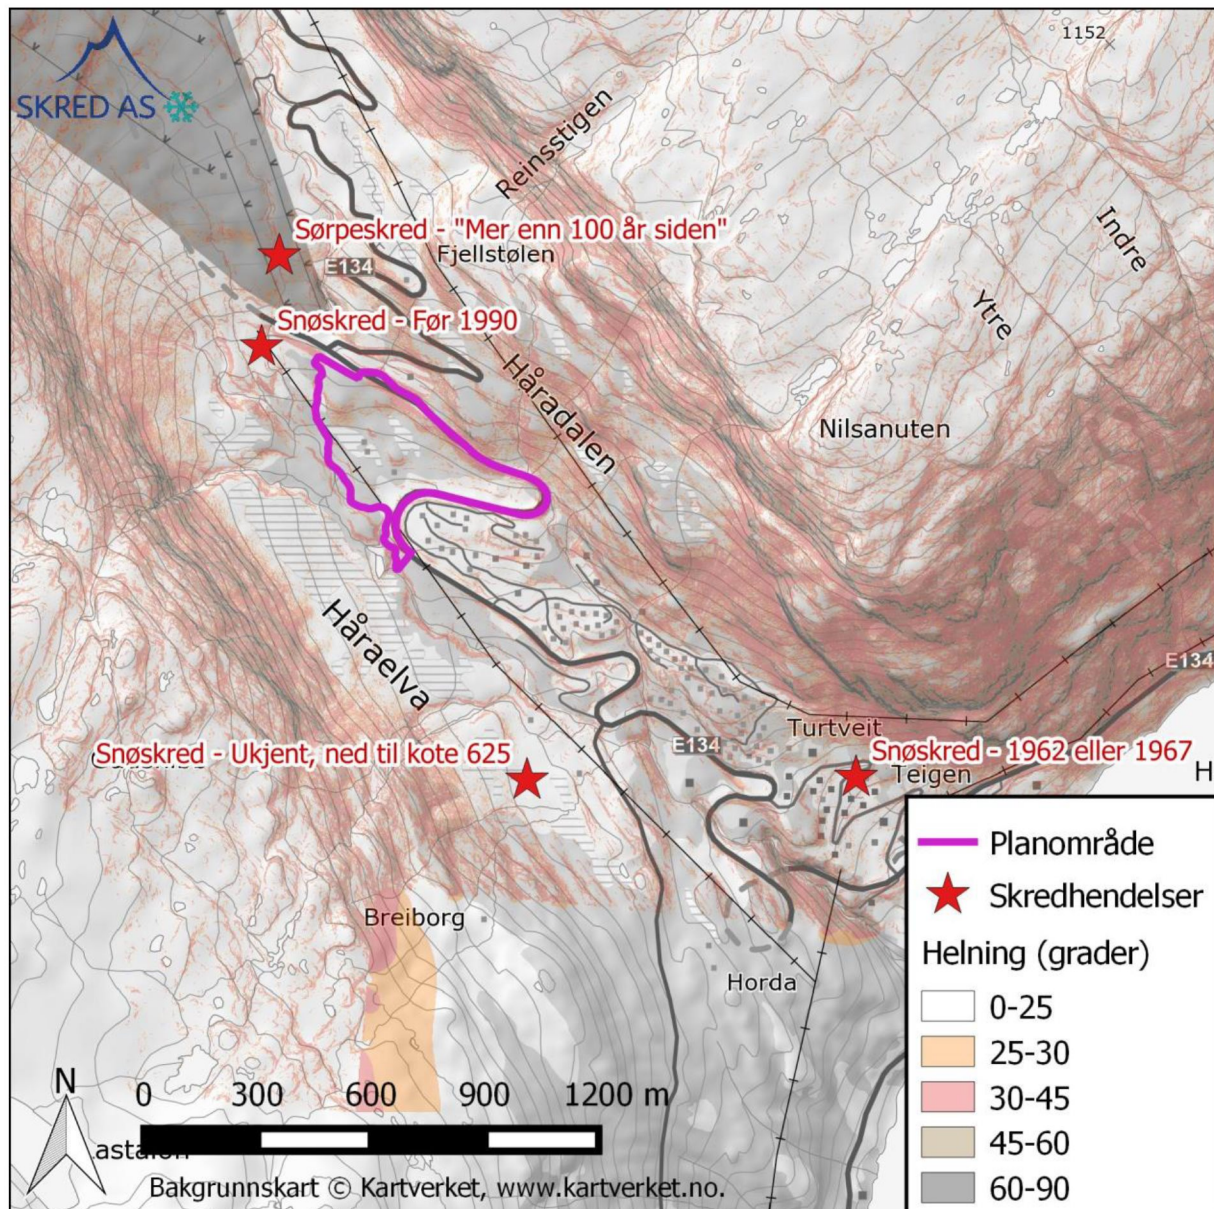 1152
SKRED AS
Reinsstigen
Indre
Sørpeskred - "Mer enn 100 år siden"
Fjellstølen
E134
Ytre
Snøskred - Før 1990
Håradalen
Nilsanuten
Håraelva
E134
Turtveit
Snøskred - Ukjent, ned til kote 625
E134
Snøskred - 1962 eller 1967
Teigen
H
Planområde
Skredhendelser
Breiborg
Helning (grader)
Horda
0-25
25-30
30-45
45-60
60-90
N
0 300 600 900 1200 m
Bakgrunnskart © Kartverket, www.kartverket.no.